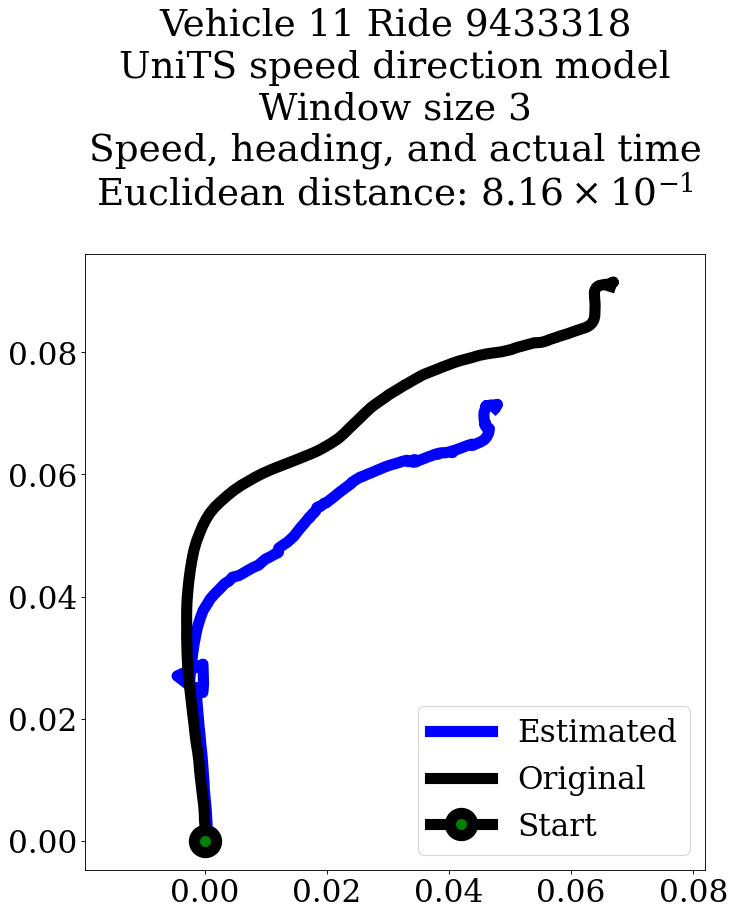 Vehicle 11 Ride 9433318
UniTS speed direction model
Window size 3
Speed, heading, and actual time
Euclidean distance: 8.16 × 10⁻¹
0.08
0.06
0.04
0.02
0.00
Estimated
Original
Start
0.00 0.02 0.04 0.06 0.08